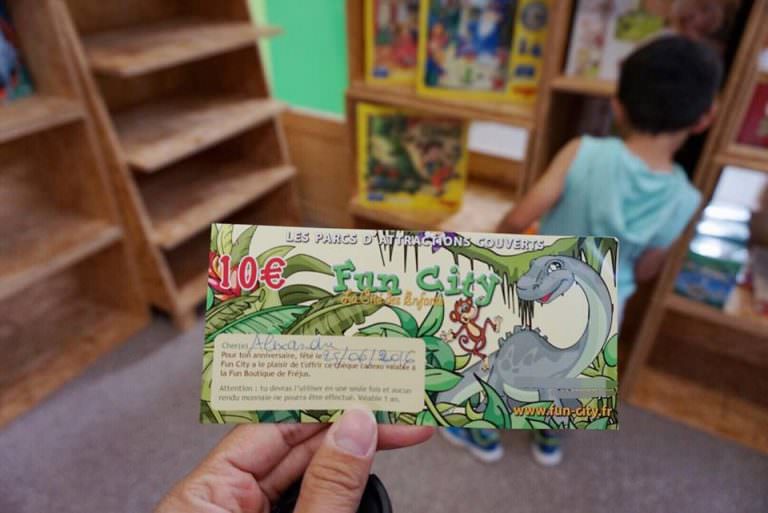 LES PARCS D'ATTRACTIONS COUVERTS
10€
Fun City
La Cité des Enfants
Cher(e) Alexandre
Pour ton anniversaire, fêté le 25/06/2016
Fun City a le plaisir de t'offrir ce chèque cadeau valable à
la Fun Boutique de Fréjus.
Attention : tu devras l'utiliser en une seule fois et aucun
rendu monnaie ne pourra être effectué. Valable 1 an.
www.fun-city.fr